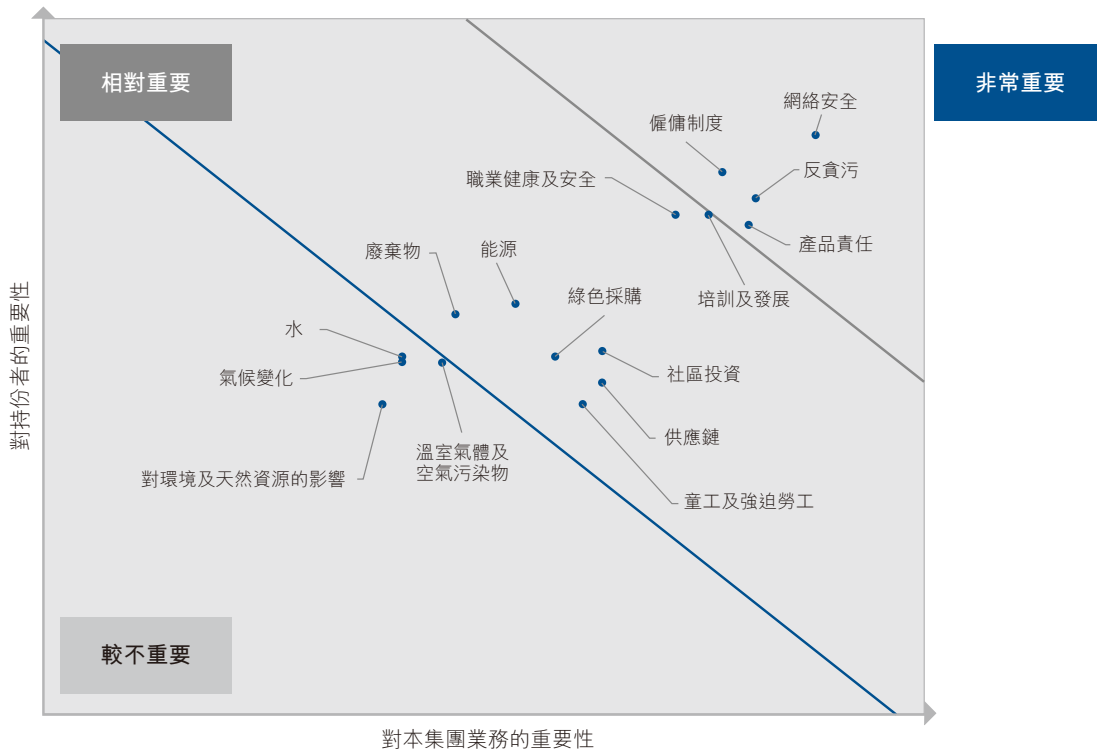 相對重要
非常重要
網絡安全
僱傭制度
反貪污
職業健康及安全
產品責任
廢棄物
能源
綠色採購
培訓及發展
水
氣候變化
社區投資
供應鏈
溫室氣體及
空氣污染物
對環境及天然資源的影響
童工及強迫勞工
較不重要
對持份者的重要性
對本集團業務的重要性